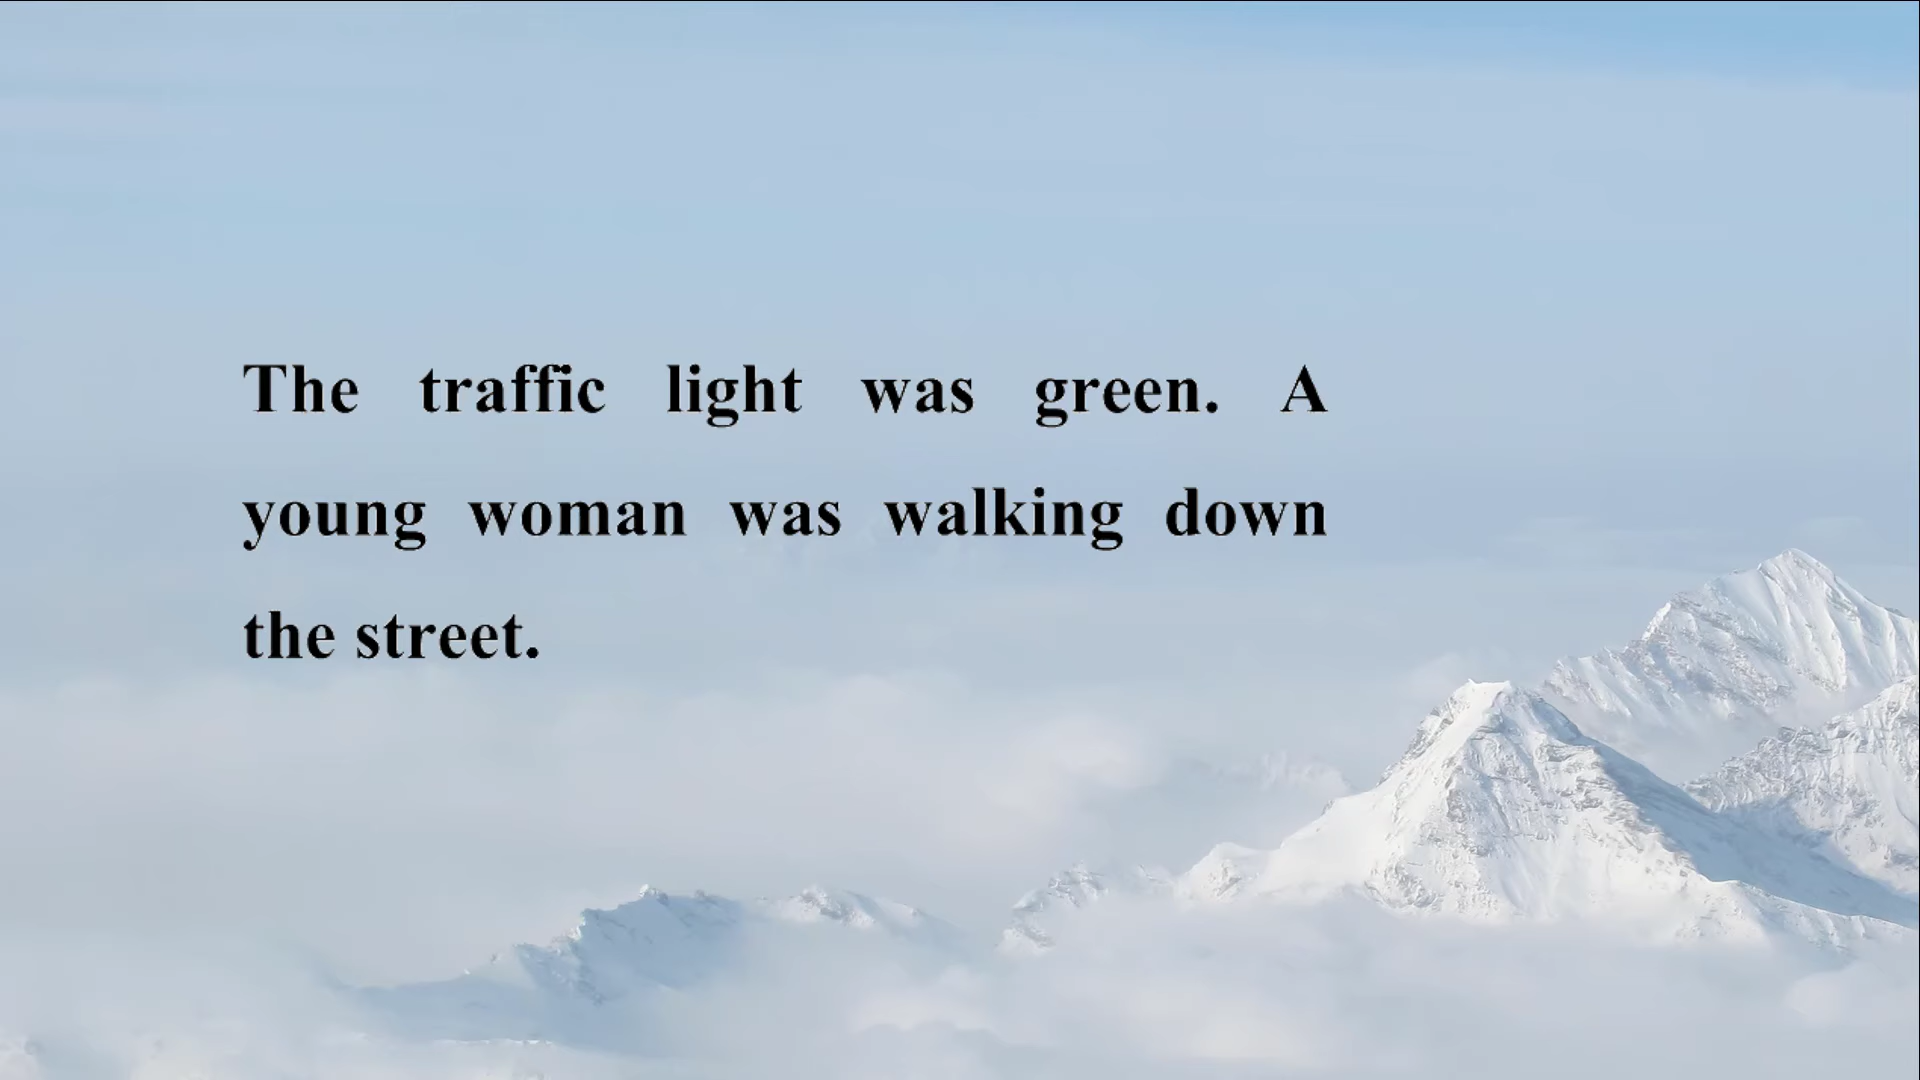 The traffic light was green. A
young woman was walking down
the street.